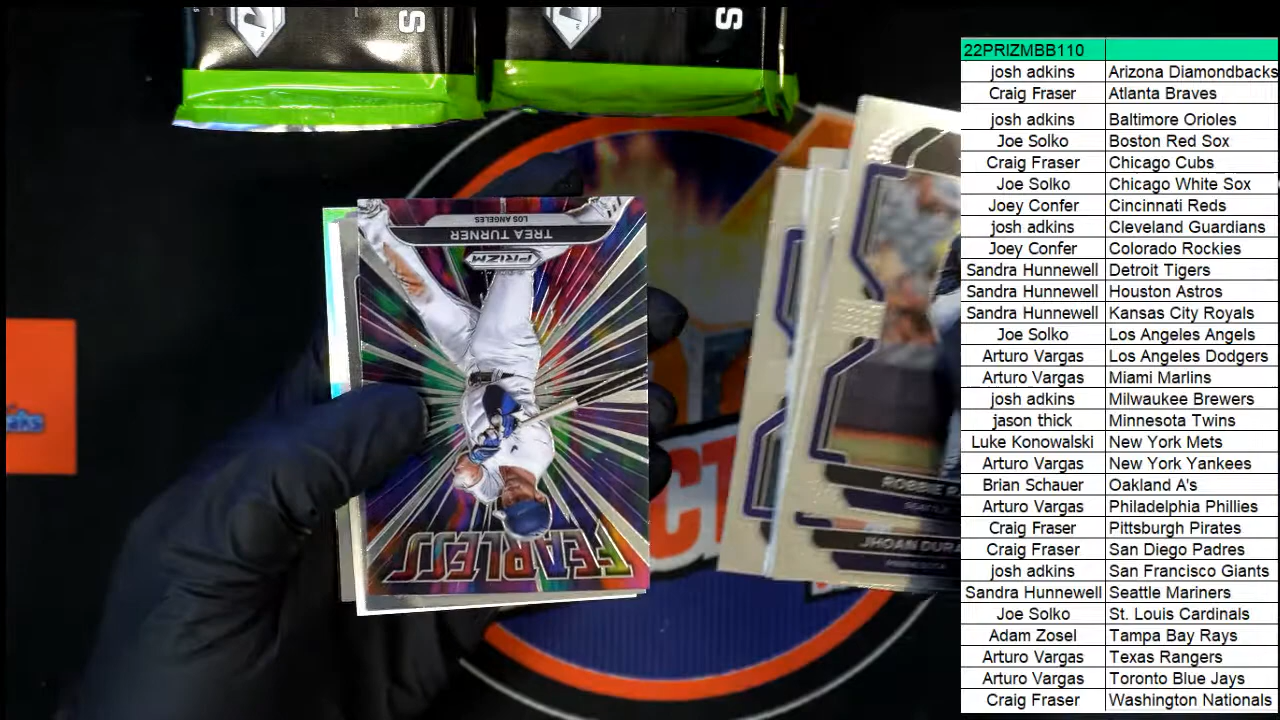 S
S
LOS ANGELES
TREA TURNER
PRIZM
FEARLESS
ROBBIE
JHOAN DURA
22PRIZMBB110
josh adkins Arizona Diamondbacks
Craig Fraser Atlanta Braves
josh adkins Baltimore Orioles
Joe Solko Boston Red Sox
Craig Fraser Chicago Cubs
Joe Solko Chicago White Sox
Joey Confer Cincinnati Reds
josh adkins Cleveland Guardians
Joey Confer Colorado Rockies
Sandra Hunnewell Detroit Tigers
Sandra Hunnewell Houston Astros
Sandra Hunnewell Kansas City Royals
Joe Solko Los Angeles Angels
Arturo Vargas Los Angeles Dodgers
Arturo Vargas Miami Marlins
josh adkins Milwaukee Brewers
jason thick Minnesota Twins
Luke Konowalski New York Mets
Arturo Vargas New York Yankees
Brian Schauer Oakland A's
Arturo Vargas Philadelphia Phillies
Craig Fraser Pittsburgh Pirates
Craig Fraser San Diego Padres
josh adkins San Francisco Giants
Sandra Hunnewell Seattle Mariners
Joe Solko St. Louis Cardinals
Adam Zosel Tampa Bay Rays
Arturo Vargas Texas Rangers
Arturo Vargas Toronto Blue Jays
Craig Fraser Washington Nationals